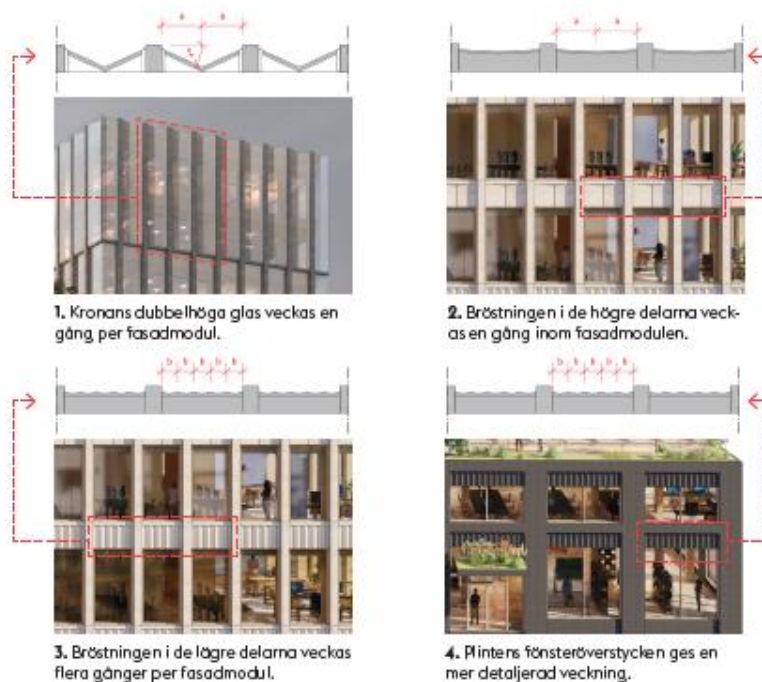 a a
r
a a
1. Kronans dubbelhöga glas veckas en
gång per fasadmodul.
2. Bröstningen i de högre delarna veck-
as en gång inom fasadmodulen.
b b b b b
b b b b b
3. Bröstningen i de lägre delarna veckas
flera gånger per fasadmodul.
4. Plintens fönsteröverstycken ges en
mer detaljerad veckning.